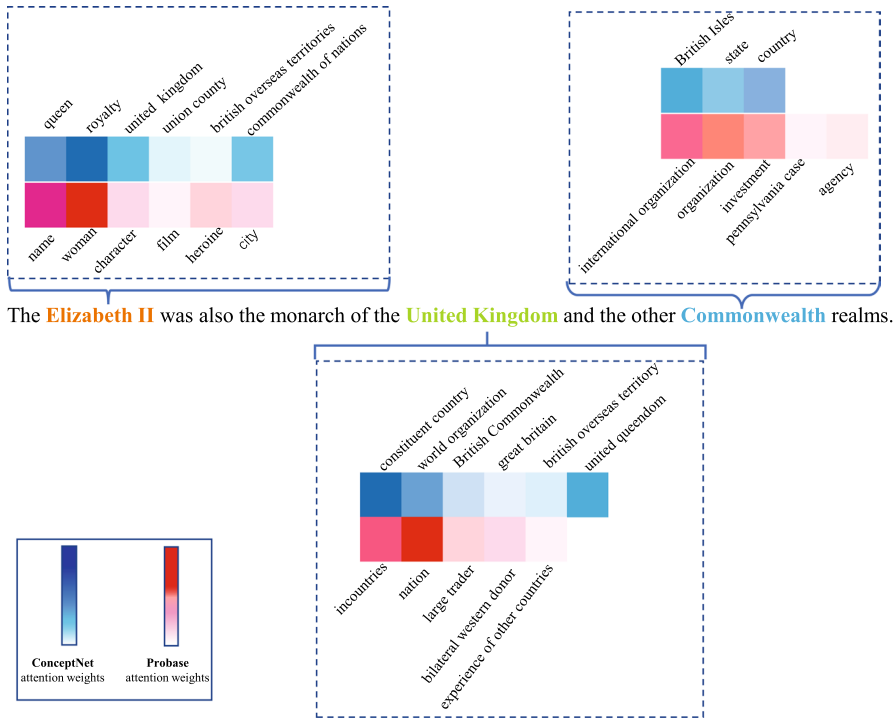 queen
royalty
united kingdom
union county
british overseas territories
commonwealth of nations
name
woman
character
film
heroine
city
British Isles
state
country
international organization
organization
investment
pennsylvania case
agency
The Elizabeth II was also the monarch of the United Kingdom and the other Commonwealth realms.
constituent country
world organization
British Commonwealth
great britain
british overseas territory
united queendom
incountries
nation
large trader
bilateral western donor
experience of other countries
ConceptNet
attention weights
Probase
attention weights